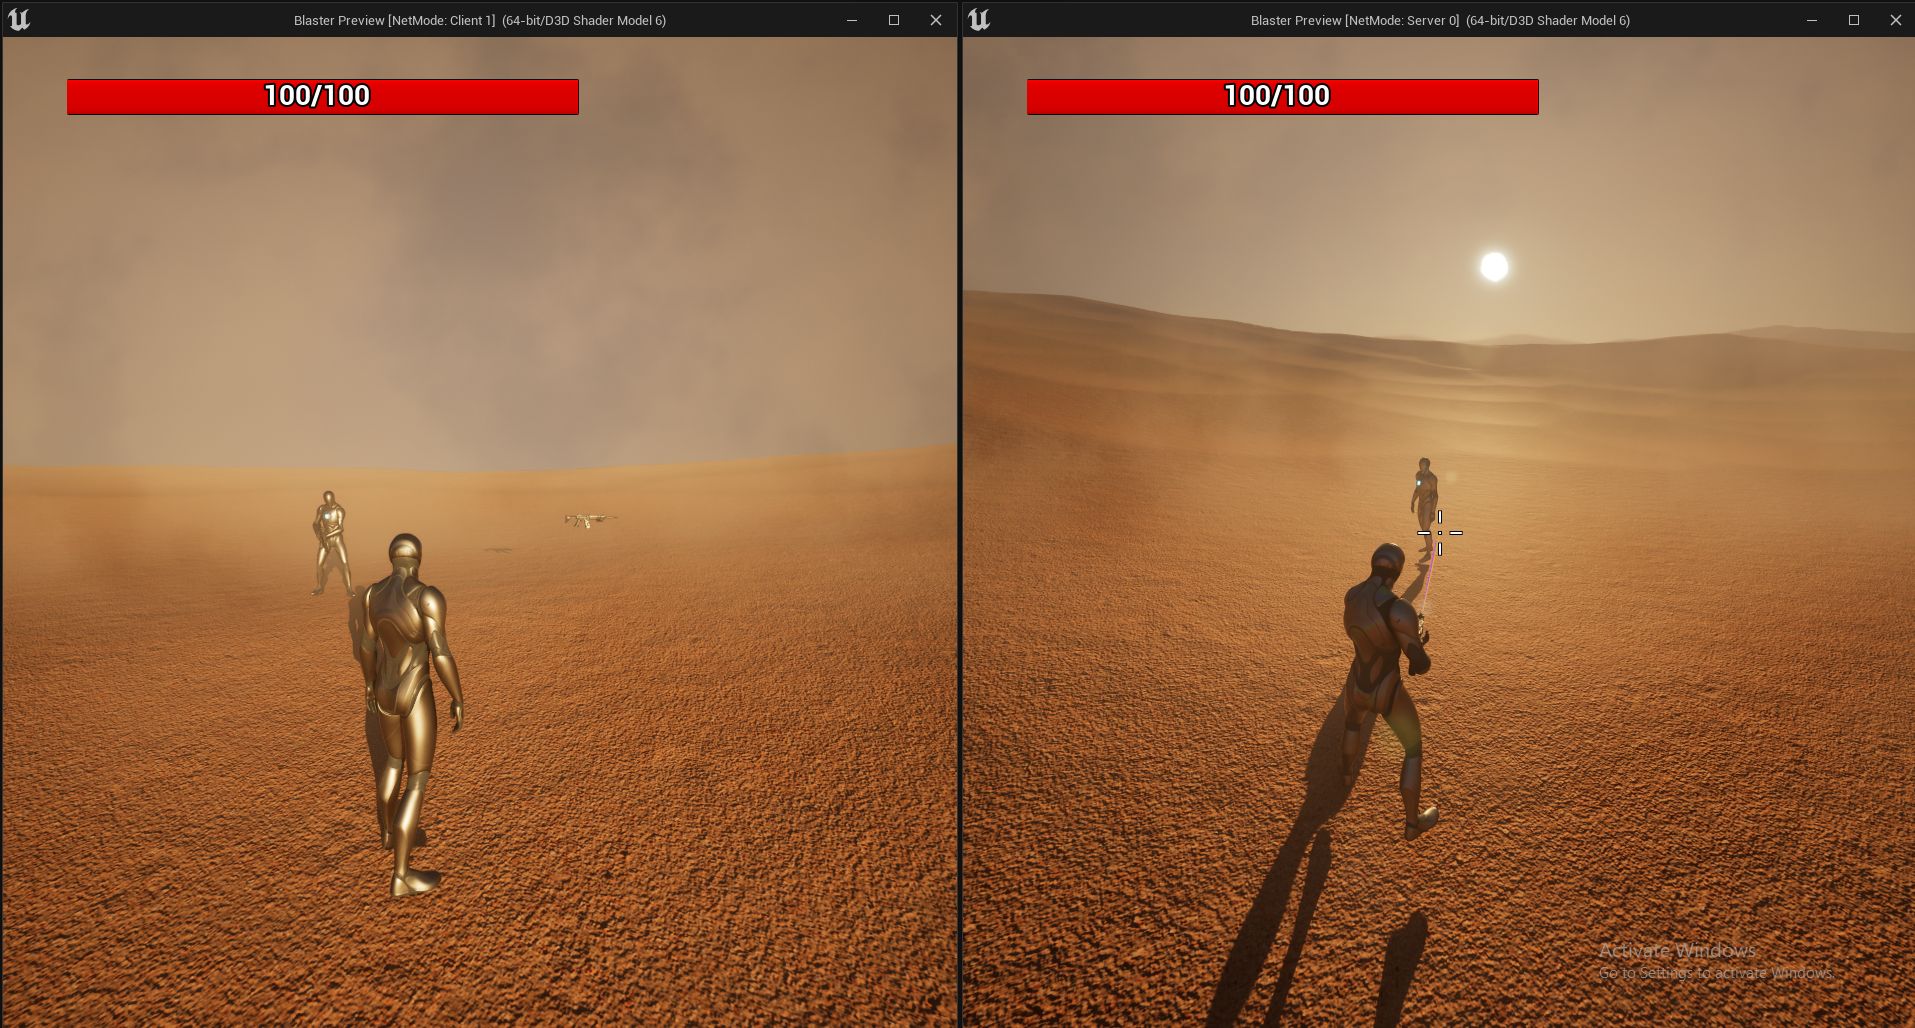 Blaster Preview [NetMode: Client 1]  (64-bit/D3D Shader Model 6)
100/100
Blaster Preview [NetMode: Server 0]  (64-bit/D3D Shader Model 6)
100/100
Activate Windows
Go to Settings to activate Windows.